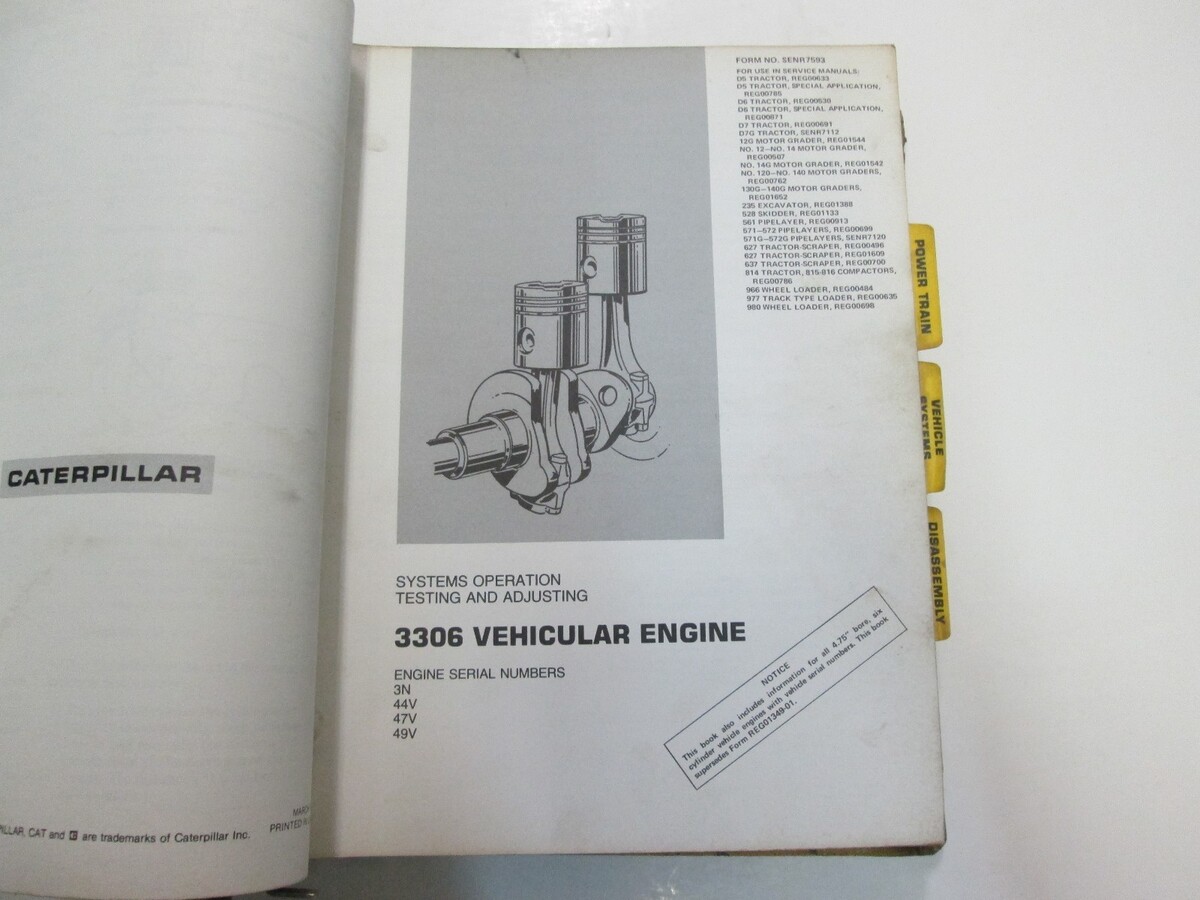 CATERPILLAR
PILLAR, CAT and are trademarks of Caterpillar Inc.
PRINTED
FORM NO. SENR7593
FOR USE IN SERVICE MANUALS:
D5 TRACTOR, REG00633
D5 TRACTOR, SPECIAL APPLICATION,
REG00785
D6 TRACTOR, REG00630
D6 TRACTOR, SPECIAL APPLICATION,
REG00871
D7 TRACTOR, REG00691
D7G TRACTOR, SENR7112
12G MOTOR GRADER, REG01544
NO. 12–NO. 14 MOTOR GRADER,
REG00507
NO. 14G MOTOR GRADER, REG01542
NO. 120–NO. 140 MOTOR GRADERS,
REG00762
130G–140G MOTOR GRADERS,
REG01652
235 EXCAVATOR, REG01388
528 SKIDDER, REG01133
561 PIPELAYER, REG00913
571–572 PIPELAYERS, REG00699
571G–572G PIPELAYERS, SENR7120
627 TRACTOR-SCRAPER, REG00496
627 TRACTOR-SCRAPER, REG01609
637 TRACTOR-SCRAPER, REG00700
814 TRACTOR, 815-816 COMPACTORS,
REG00786
966 WHEEL LOADER, REG00484
977 TRACK TYPE LOADER, REG00635
980 WHEEL LOADER, REG00698
SYSTEMS OPERATION
TESTING AND ADJUSTING
3306 VEHICULAR ENGINE
ENGINE SERIAL NUMBERS
3N
44V
47V
49V
NOTICE
This book also includes information for all 4.75" bore, six
cylinder vehicle engines with vehicle serial numbers. This book
supersedes Form REG01349-01.
POWER TRAIN
VEHICLE
SYSTEMS
DISASSEMBLY